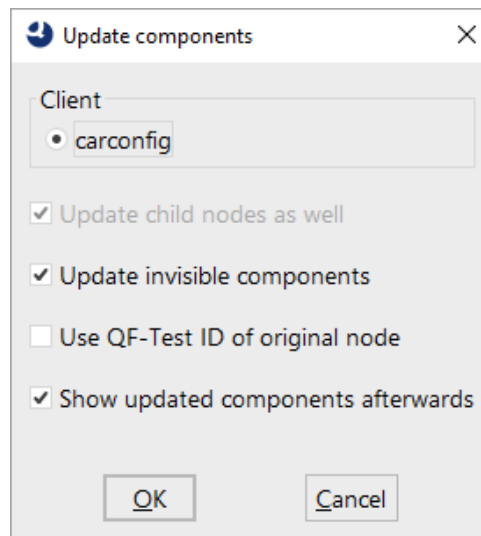 Update components
Client
carconfig
Update child nodes as well
Update invisible components
Use QF-Test ID of original node
Show updated components afterwards
OK Cancel